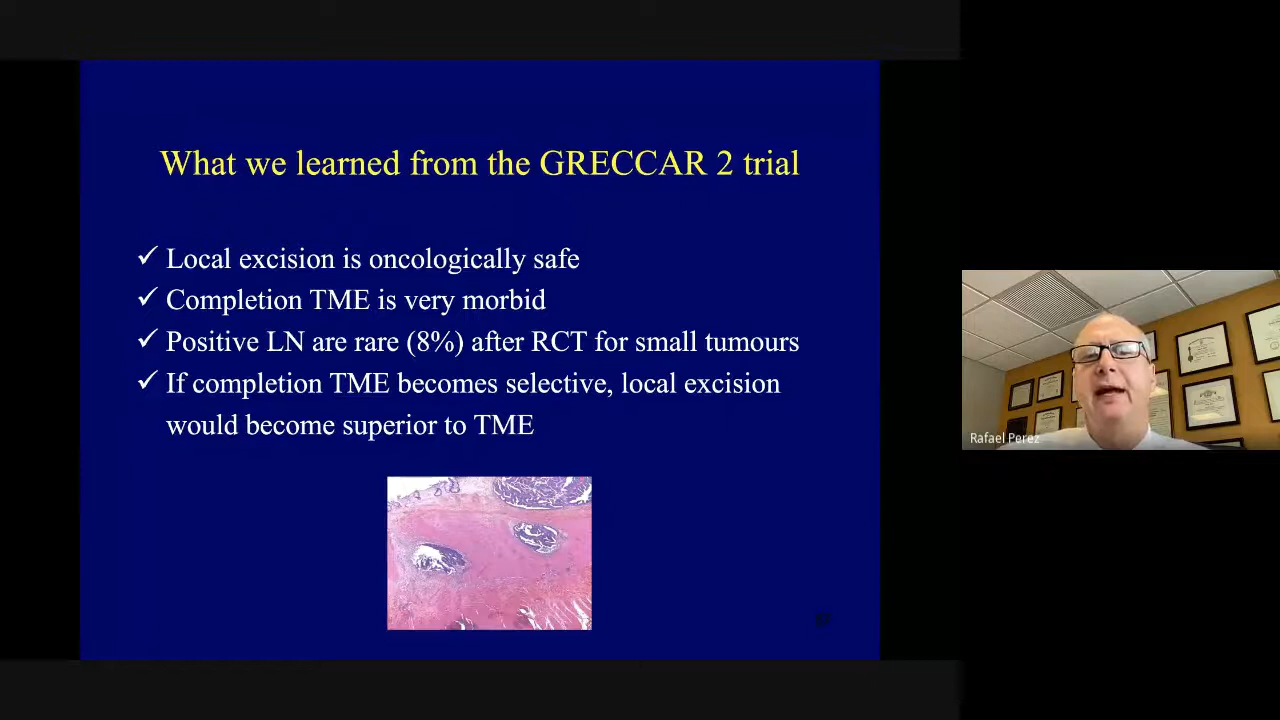 What we learned from the GRECCAR 2 trial
✓ Local excision is oncologically safe
✓ Completion TME is very morbid
✓ Positive LN are rare (8%) after RCT for small tumours
✓ If completion TME becomes selective, local excision
would become superior to TME
Rafael Perez